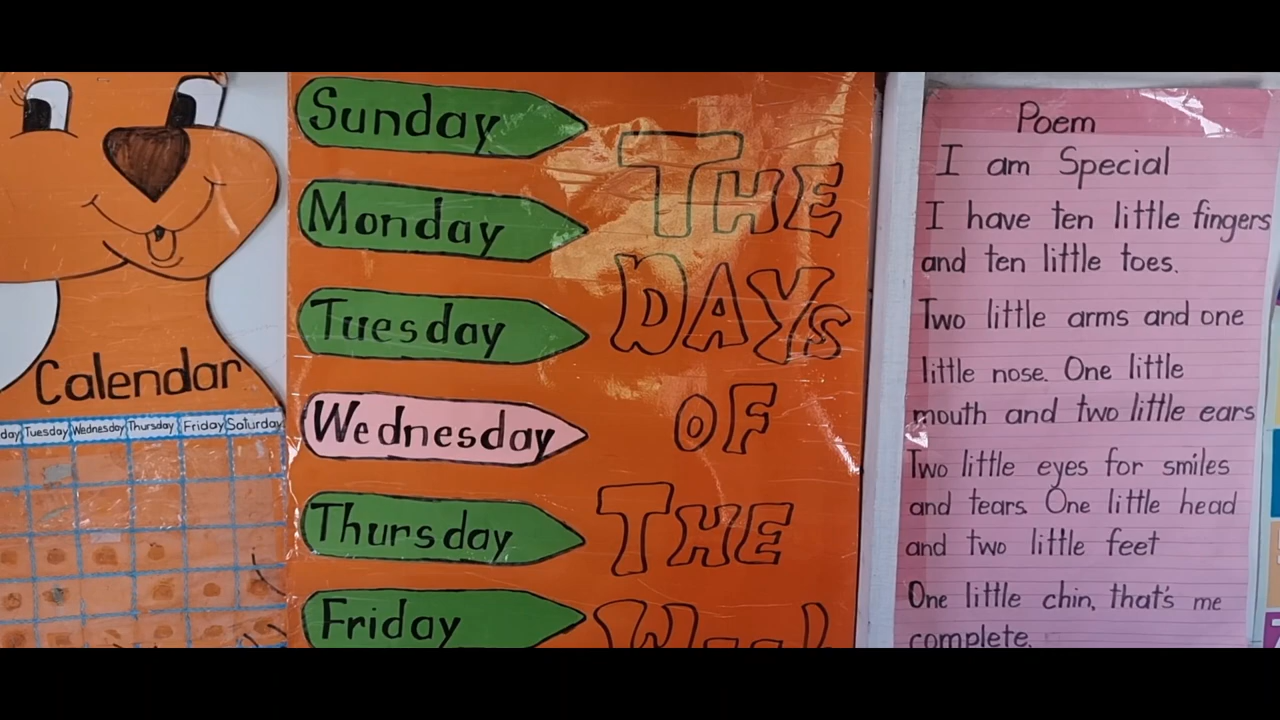 Calendar
Tuesday Wednesday Thursday Friday Saturday
Sunday
Monday
Tuesday
Wednesday
Thursday
Friday
THE
DAYS
OF
THE
Poem
I am Special
I have ten little fingers
and ten little toes.
Two little arms and one
little nose. One little
mouth and two little ears
Two little eyes for smiles
and tears. One little head
and two little feet
One little chin, that's me
complete.